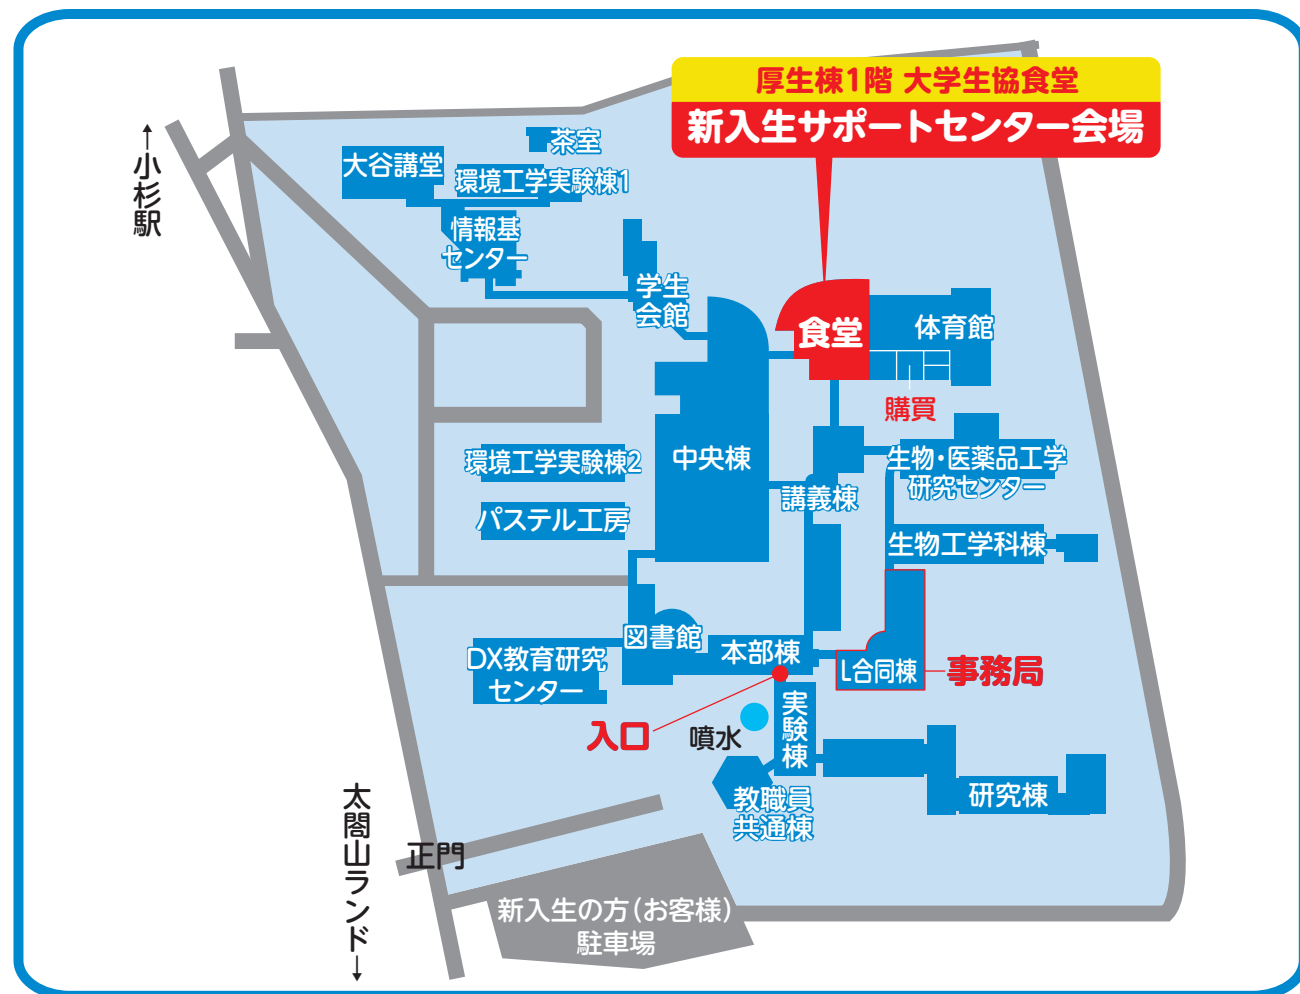 厚生棟1階 大学生協食堂
新入生サポートセンター会場
←小杉駅
茶室
大谷講堂
環境工学実験棟1
情報基
センター
学生
会館
食堂
体育館
購買
環境工学実験棟2
中央棟
生物・医薬品工学
研究センター
講義棟
パステル工房
生物工学科棟
図書館
本部棟
DX教育研究
センター
L合同棟
事務局
入口
噴水
実験棟
教職員
共通棟
研究棟
太閤山ランド→
正門
新入生の方(お客様)
駐車場